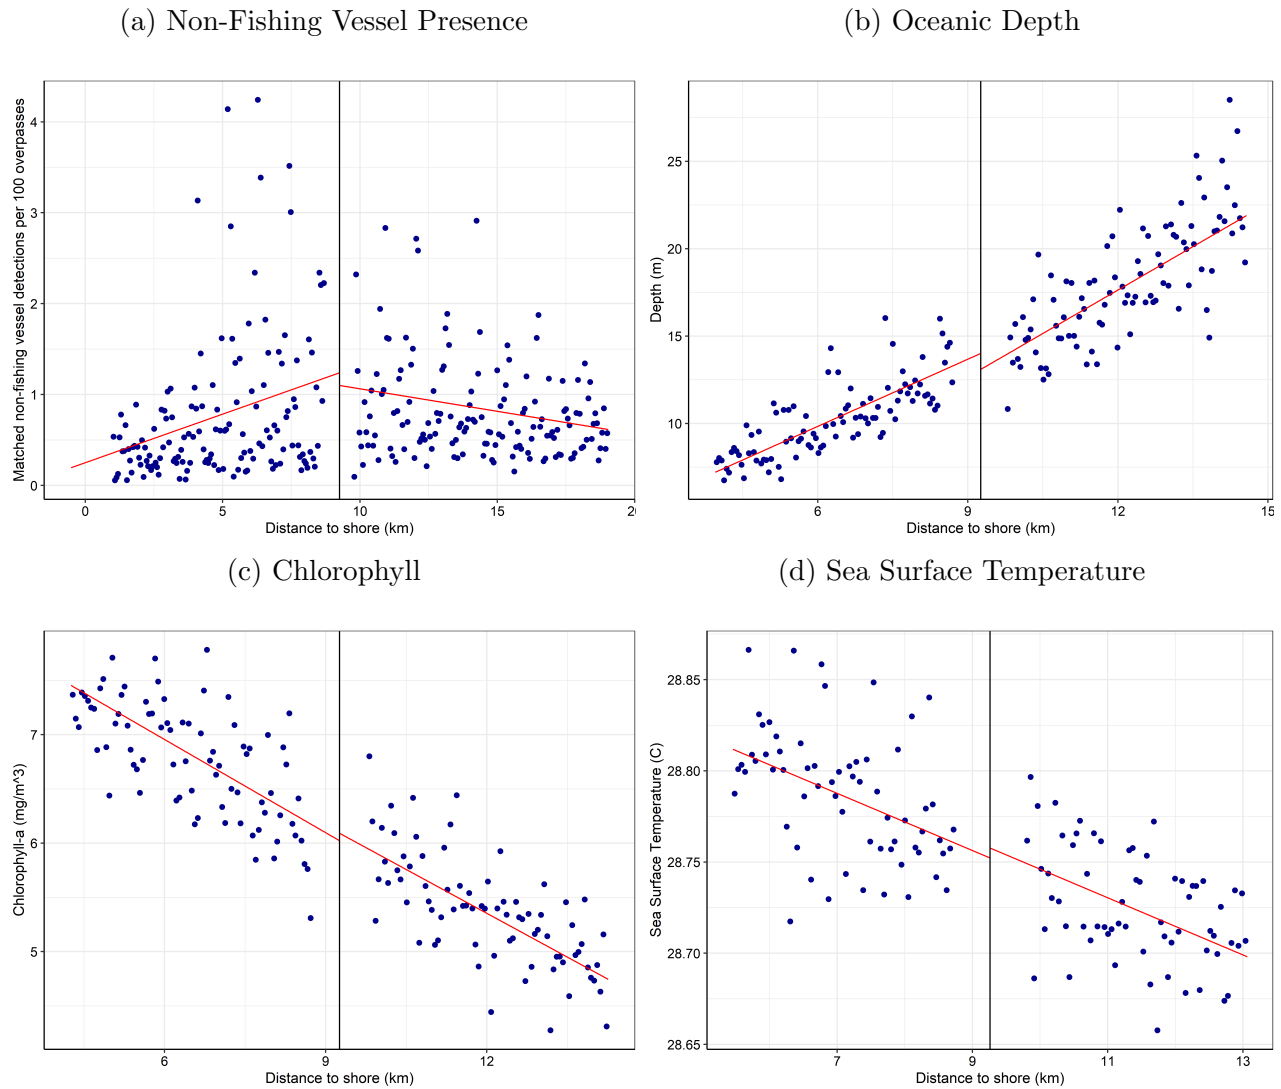 (a) Non-Fishing Vessel Presence
(b) Oceanic Depth
Matched non-fishing vessel detections per 100 overpasses
4
3
2
1
0
0
5
10
15
20
Distance to shore (km)
Depth (m)
25
20
15
10
6
9
12
15
Distance to shore (km)
(c) Chlorophyll
(d) Sea Surface Temperature
Chlorophyll-a (mg/m^3)
7
6
5
6
9
12
Distance to shore (km)
Sea Surface Temperature (C)
28.85
28.80
28.75
28.70
28.65
7
9
11
13
Distance to shore (km)